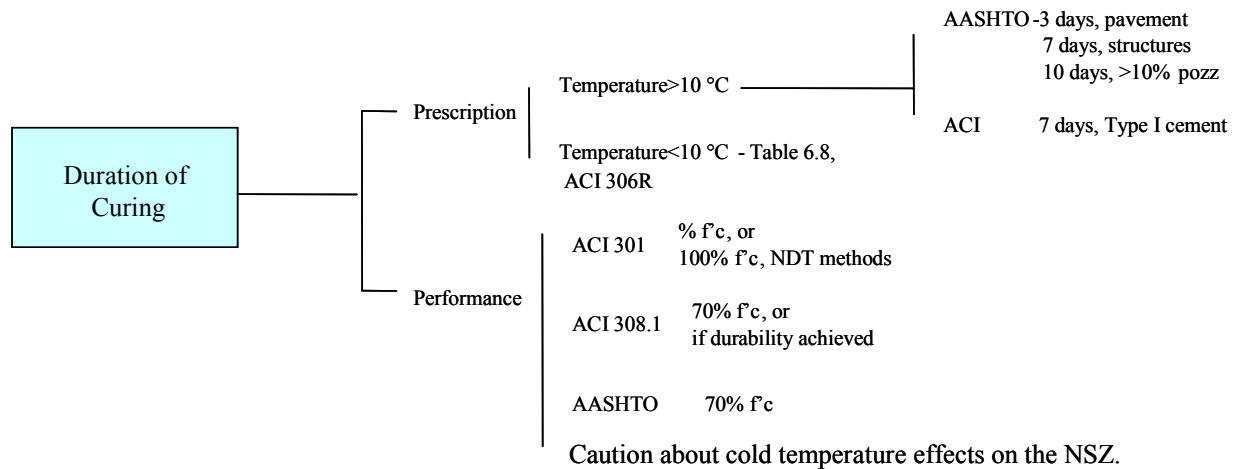 Duration of
Curing
Prescription
Temperature>10 °C
AASHTO -3 days, pavement
7 days, structures
10 days, >10% pozz
ACI 7 days, Type I cement
Temperature<10 °C - Table 6.8,
ACI 306R
Performance
ACI 301 % f'c, or
100% f'c, NDT methods
ACI 308.1 70% f'c, or
if durability achieved
AASHTO 70% f'c
Caution about cold temperature effects on the NSZ.